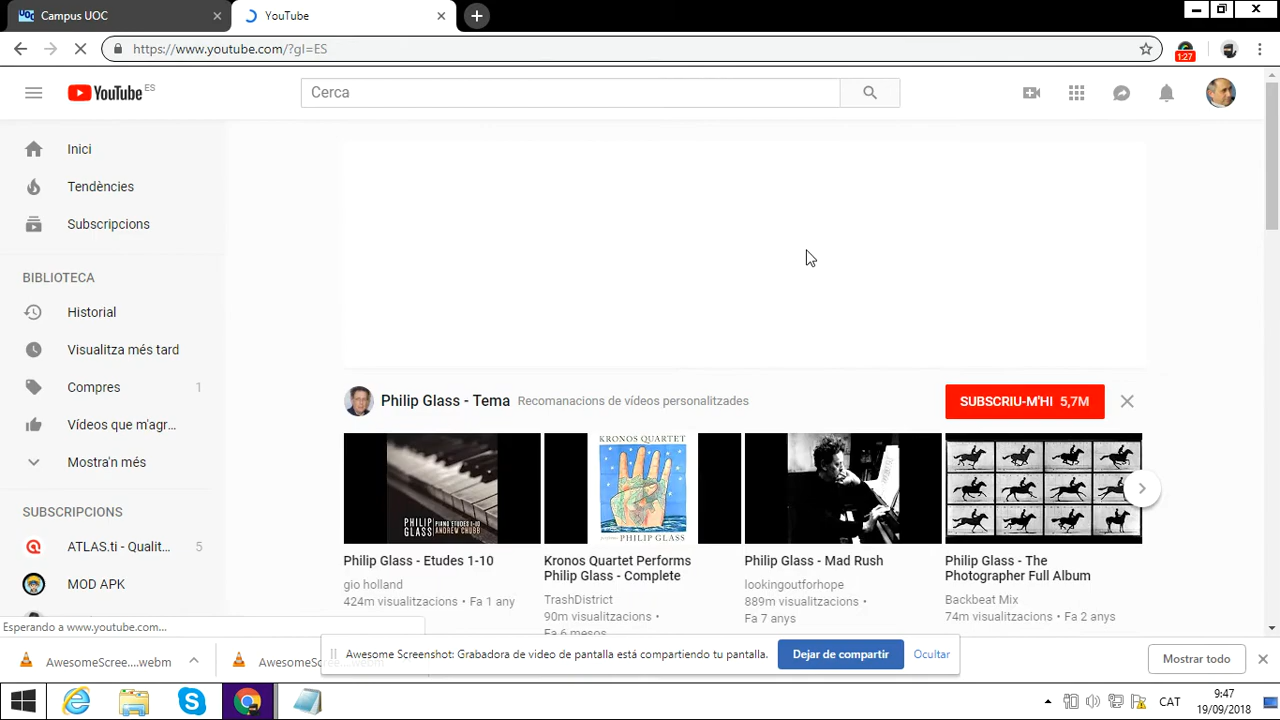 UOC Campus UOC
YouTube
https://www.youtube.com/?gl=ES
1:27
YouTube ES
Cerca
Inici
Tendències
Subscripcions
BIBLIOTECA
Historial
Visualitza més tard
Compres 1
Vídeos que m'agr...
Mostra'n més
SUBSCRIPCIONS
ATLAS.ti - Qualit... 5
MOD APK
Philip Glass - Tema Recomanacions de vídeos personalitzades
SUBSCRIU-M'HI 5,7M
PHILIP GLASS PIANO ETUDES 1-10 ANDREW CHUBB
KRONOS QUARTET
PERFORMS PHILIP GLASS
Philip Glass - Etudes 1-10
gio holland
424m visualitzacions • Fa 1 any
Kronos Quartet Performs
Philip Glass - Complete
TrashDistrict
90m visualitzacions •
Fa 6 mesos
Philip Glass - Mad Rush
lookingoutforhope
889m visualitzacions •
Fa 7 anys
Philip Glass - The
Photographer Full Album
Backbeat Mix
74m visualitzacions • Fa 2 anys
Esperando a www.youtube.com...
AwesomeScree....webm
AwesomeScree....webm
Awesome Screenshot: Grabadora de video de pantalla está compartiendo tu pantalla.
Dejar de compartir
Ocultar
Mostrar todo
CAT
9:47
19/09/2018